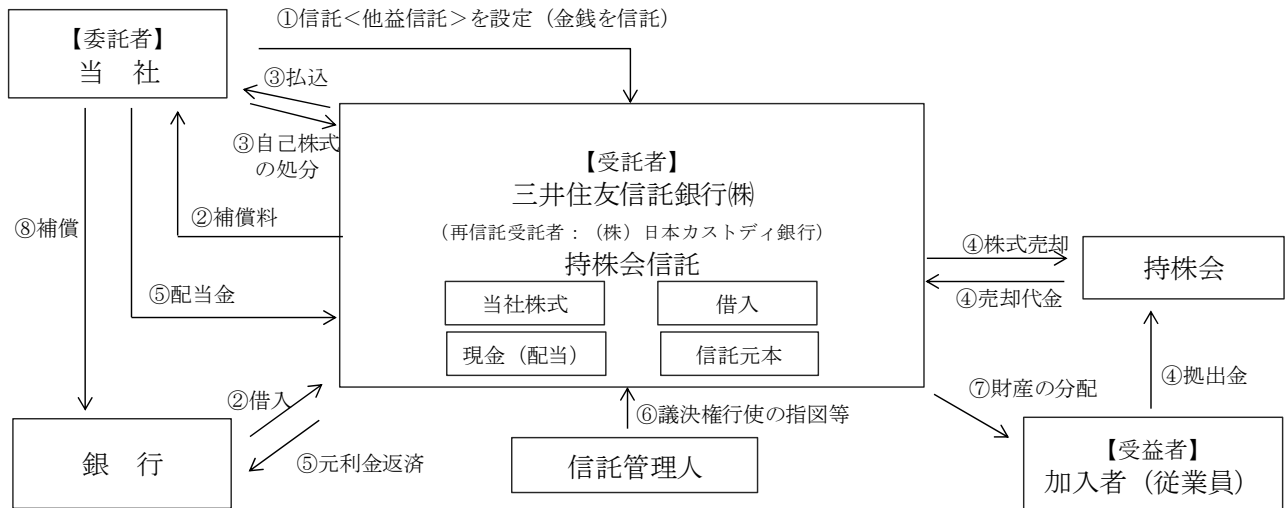 ①信託＜他益信託＞を設定（金銭を信託）
【委託者】
当　社
③払込
③自己株式
の処分
【受託者】
三井住友信託銀行㈱
（再信託受託者：（株）日本カストディ銀行）
持株会信託
⑧補償
②補償料
④株式売却
持株会
④売却代金
⑤配当金
当社株式
借入
現金（配当）
信託元本
②借入
⑦財産の分配
④拠出金
⑥議決権行使の指図等
銀　行
⑤元利金返済
信託管理人
【受益者】
加入者（従業員）